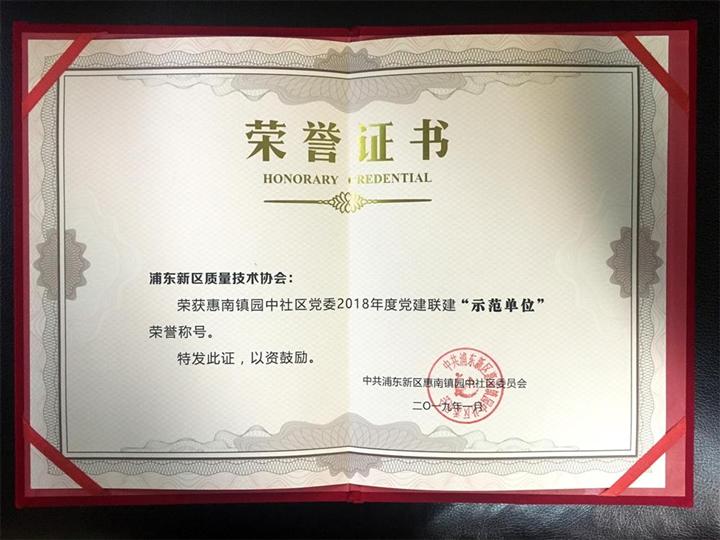 荣誉证书
HONORARY CREDENTIAL
浦东新区质量技术协会：
荣获惠南镇园中社区党委2018年度党建联建“示范单位”
荣誉称号。
特发此证，以资鼓励。
中共浦东新区惠南镇园中社区委员会
二〇一九年一月